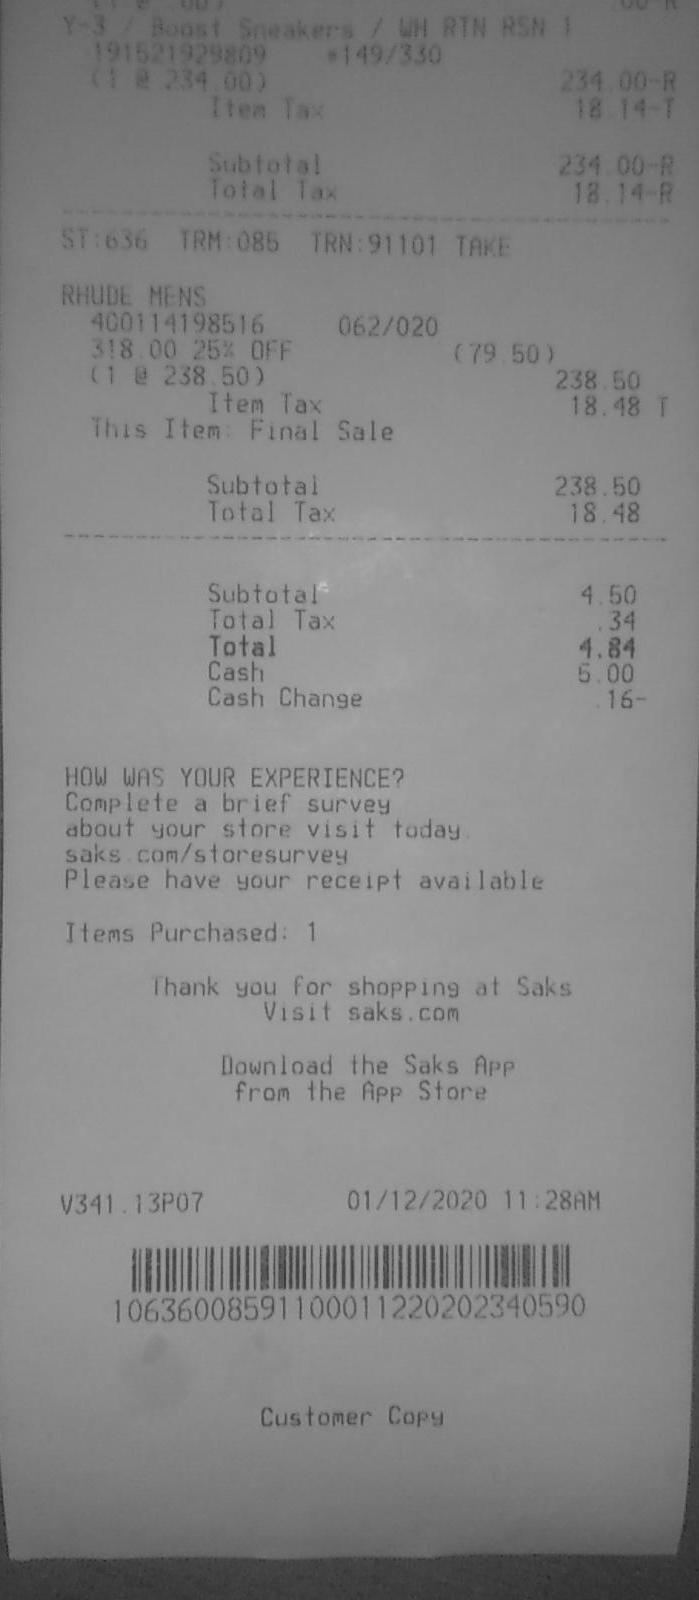 Y-3 / Boost Sneakers / WH RTN RSN 1
191521929809 *149/330
(1 @ 234.00) 234.00-R
Item Tax 18.14-T
Subtotal 234.00-R
Total Tax 18.14-R
ST:636 TRM:085 TRN:91101 TAKE
RHUDE MENS
400114198516 062/020
318.00 25% OFF (79.50)
(1 @ 238.50) 238.50
Item Tax 18.48 T
This Item: Final Sale
Subtotal 238.50
Total Tax 18.48
Subtotal 4.50
Total Tax .34
Total 4.84
Cash 5.00
Cash Change .16-
HOW WAS YOUR EXPERIENCE?
Complete a brief survey
about your store visit today.
saks.com/storesurvey
Please have your receipt available
Items Purchased: 1
Thank you for shopping at Saks
Visit saks.com
Download the Saks App
from the App Store
V341.13P07 01/12/2020 11:28AM
10636008591100011220202340590
Customer Copy